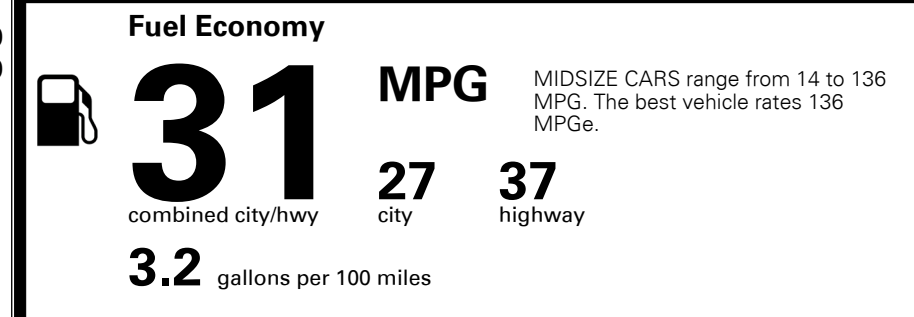 Fuel Economy
31 MPG
MIDSIZE CARS range from 14 to 136
MPG. The best vehicle rates 136
MPGe.
combined city/hwy
27
city
37
highway
3.2 gallons per 100 miles